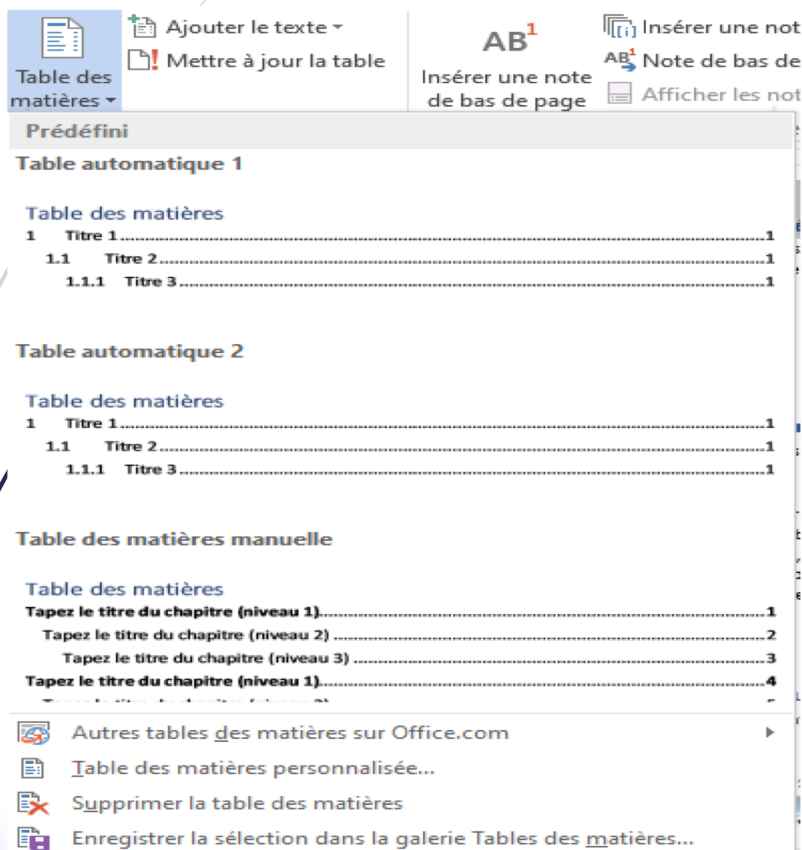 Ajouter le texte
Mettre à jour la table
Table des
matières
AB1
Insérer une note
de bas de page
Insérer une not
AB1 Note de bas de
Afficher les not
Prédéfini
Table automatique 1
Table des matières
1 Titre 1...1
1.1 Titre 2...1
1.1.1 Titre 3...1
Table automatique 2
Table des matières
1 Titre 1...1
1.1 Titre 2...1
1.1.1 Titre 3...1
Table des matières manuelle
Table des matières
Tapez le titre du chapitre (niveau 1)...1
Tapez le titre du chapitre (niveau 2)...2
Tapez le titre du chapitre (niveau 3)...3
Tapez le titre du chapitre (niveau 1)...4
Autres tables des matières sur Office.com
Table des matières personnalisée...
Supprimer la table des matières
Enregistrer la sélection dans la galerie Tables des matières...